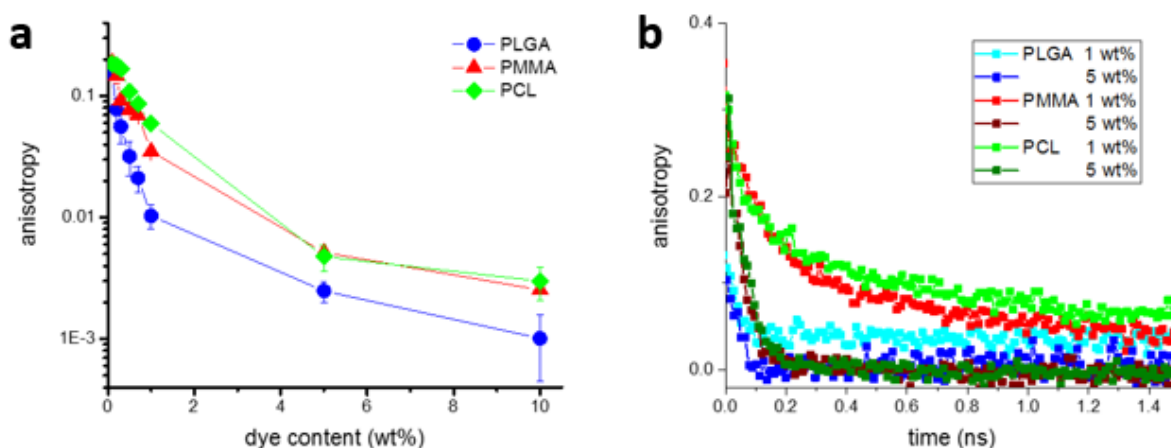 a
PLGA
PMMA
PCL
0.1
0.01
1E-3
anisotropy
0 2 4 6 8 10
dye content (wt%)
b
PLGA 1 wt%
5 wt%
PMMA 1 wt%
5 wt%
PCL 1 wt%
5 wt%
0.4
0.2
0.0
anisotropy
0.0 0.2 0.4 0.6 0.8 1.0 1.2 1.4
time (ns)